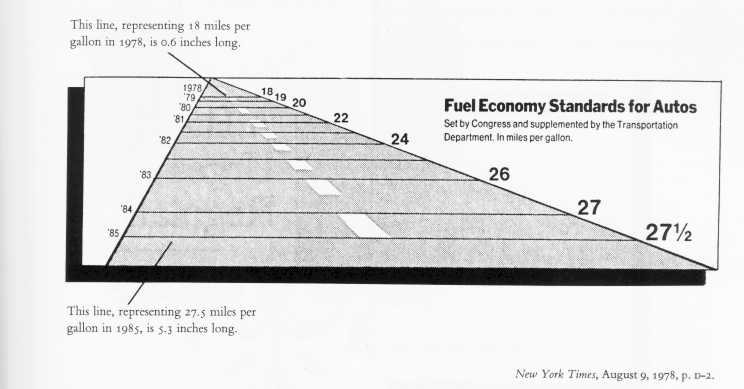 This line, representing 18 miles per
gallon in 1978, is 0.6 inches long.
Fuel Economy Standards for Autos
Set by Congress and supplemented by the Transportation
Department. In miles per gallon.
1978
18
'79
19
'80
20
'81
22
'82
24
'83
26
'84
27
'85
27½
This line, representing 27.5 miles per
gallon in 1985, is 5.3 inches long.
New York Times, August 9, 1978, p. D-2.